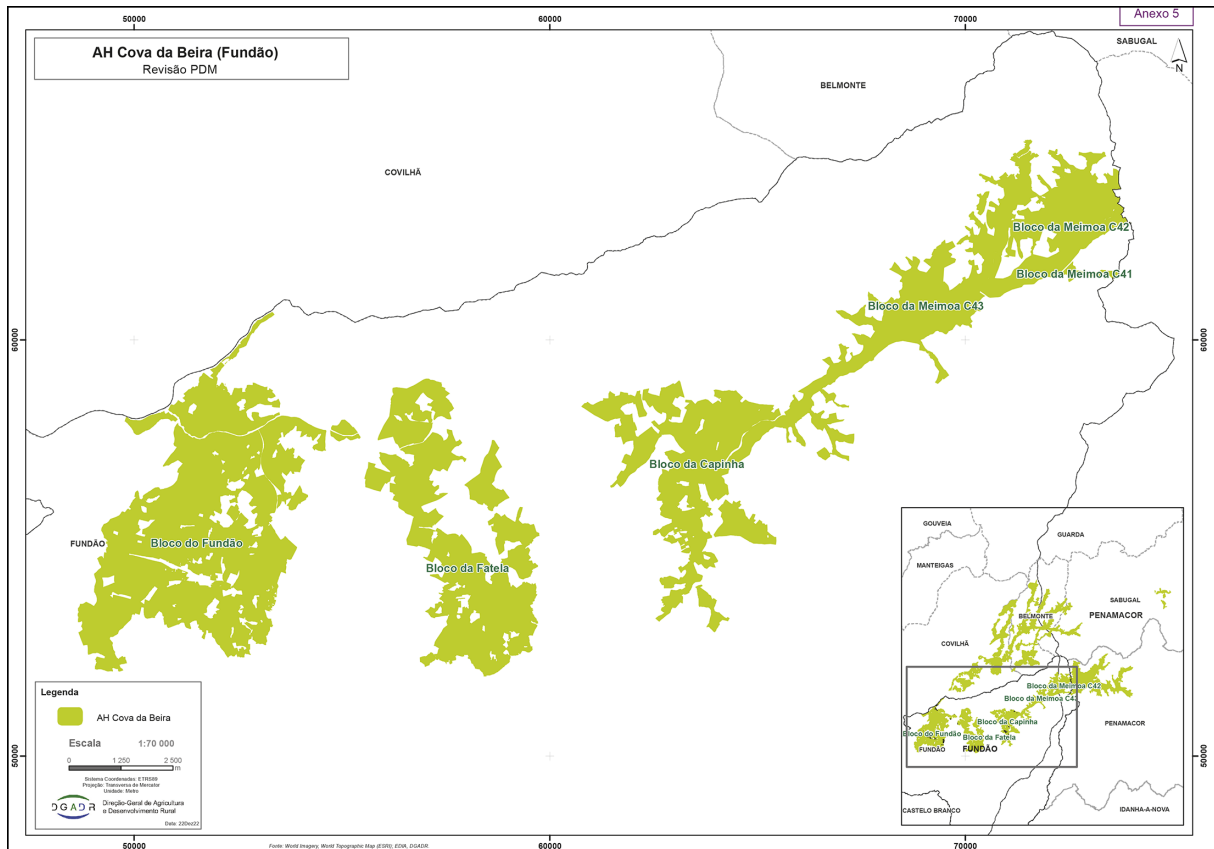 Anexo 5
50000
60000
70000
AH Cova da Beira (Fundão)
Revisão PDM
SABUGAL
N
BELMONTE
COVILHÃ
Bloco da Meimoa C42
Bloco da Meimoa C41
Bloco da Meimoa C43
60000
60000
Bloco da Capinha
FUNDÃO
Bloco do Fundão
Bloco da Fatela
GOUVEIA
GUARDA
MANTEIGAS
SABUGAL
BELMONTE
PENAMACOR
COVILHÃ
Bloco da Meimoa C42
Bloco da Meimoa C43
PENAMACOR
Bloco da Capinha
Bloco do Fundão
Bloco da Fatela
FUNDÃO
FUNDÃO
CASTELO BRANCO
IDANHA-A-NOVA
50000
Legenda
AH Cova da Beira
Escala 1:70 000
0 1 250 2 500
m
Sistema Coordenadas: ETRS89
Projeção: Transversa de Mercator
Unidade: Metro
DGADR
Direção-Geral de Agricultura
e Desenvolvimento Rural
Data: 22Dez22
50000
60000
70000
Fonte: World Imagery, World Topographic Map (ESRI), EDIA, DGADR.